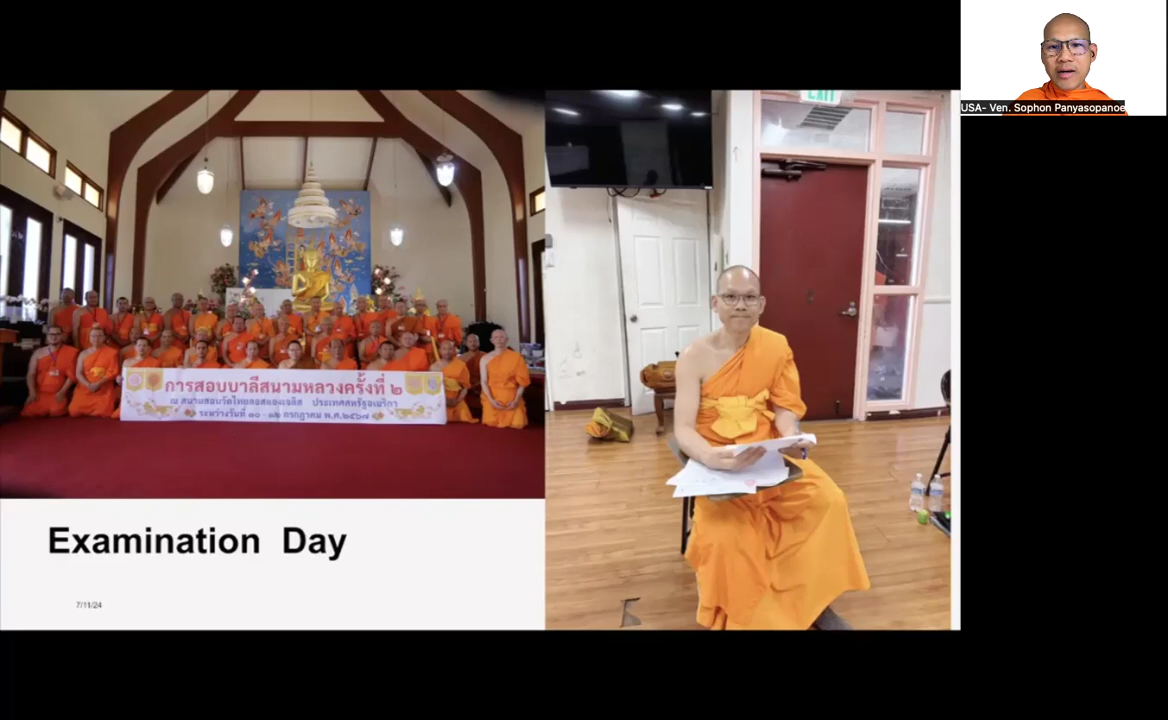 EXIT
USA- Ven. Sophon Panyasopanoe
การสอบบาลีสนามหลวงครั้งที่ ๒
ณ สนามสอบวัดไทยลอสแองเจลิส ประเทศสหรัฐอเมริกา
ระหว่างวันที่ ๑๐ - ๑๒ กรกฎาคม พ.ศ.๒๕๖๗
Examination Day
7/11/24